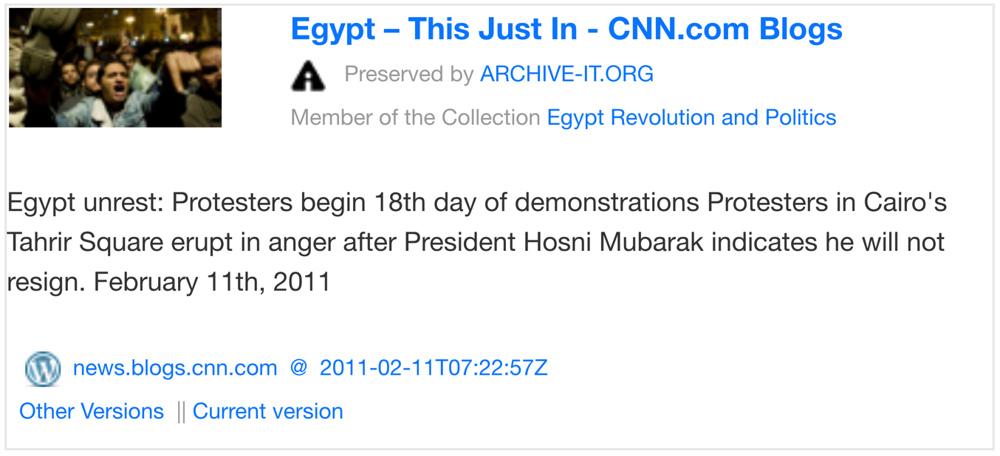 Egypt – This Just In - CNN.com Blogs
Preserved by ARCHIVE-IT.ORG
Member of the Collection Egypt Revolution and Politics
Egypt unrest: Protesters begin 18th day of demonstrations Protesters in Cairo's
Tahrir Square erupt in anger after President Hosni Mubarak indicates he will not
resign. February 11th, 2011
news.blogs.cnn.com @ 2011-02-11T07:22:57Z
Other Versions || Current version